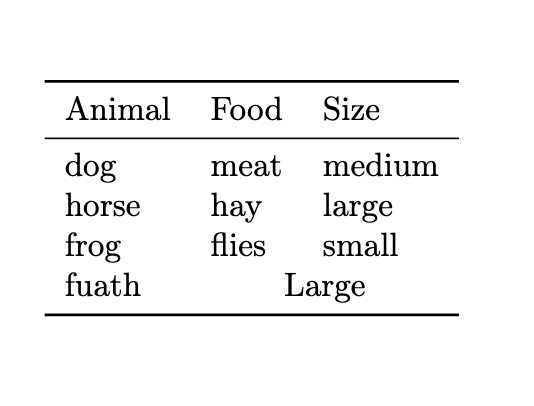 Animal Food Size
dog meat medium
horse hay large
frog flies small
fuath Large